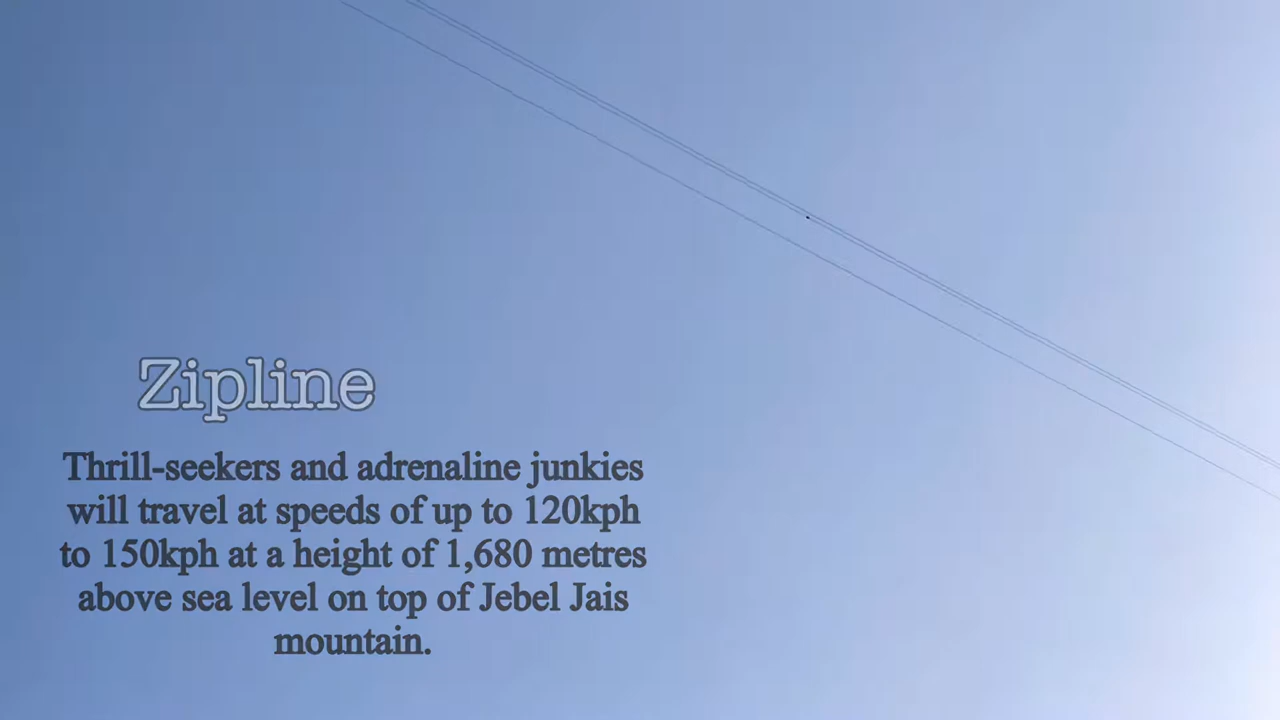 Zipline
Thrill-seekers and adrenaline junkies
will travel at speeds of up to 120kph
to 150kph at a height of 1,680 metres
above sea level on top of Jebel Jais
mountain.